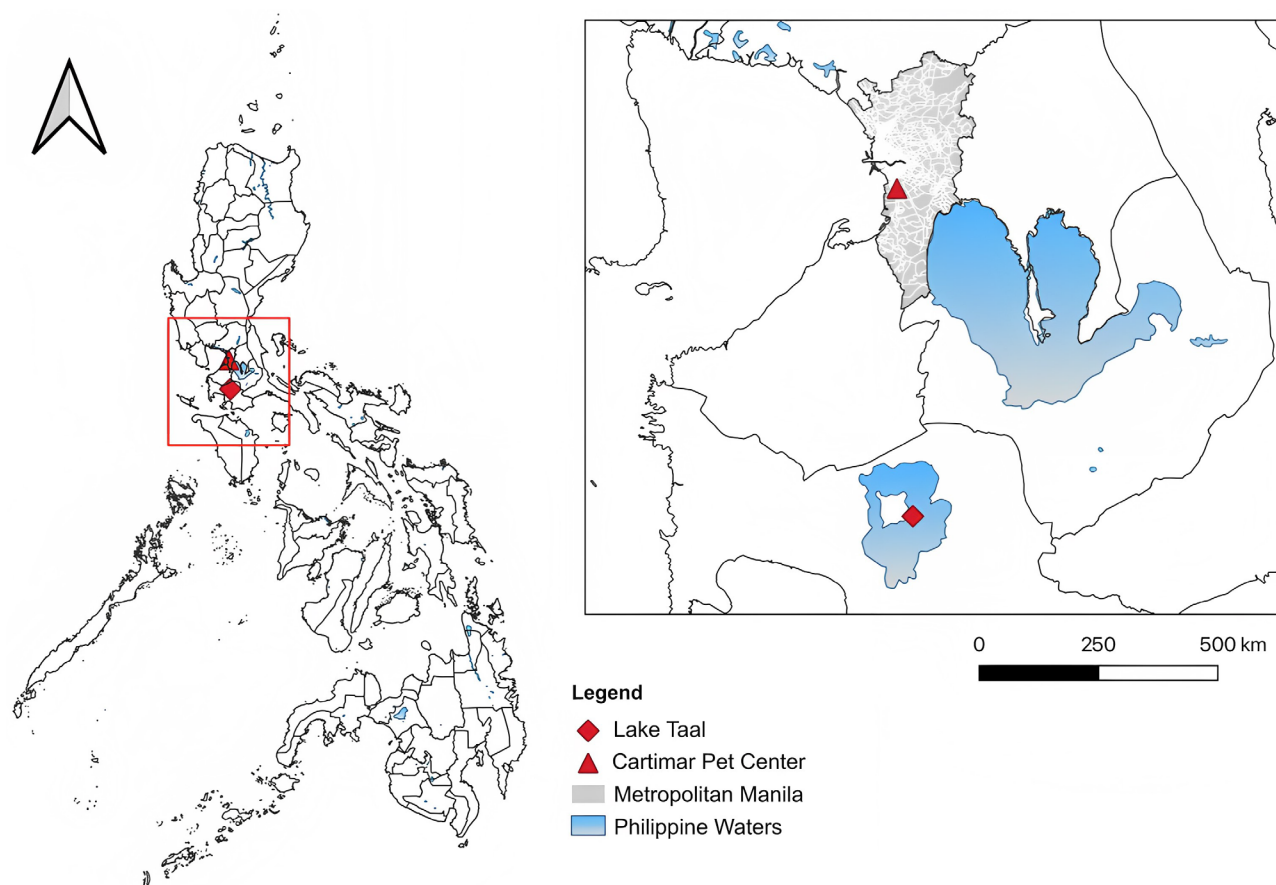 0 250 500 km
Legend
Lake Taal
Cartimar Pet Center
Metropolitan Manila
Philippine Waters